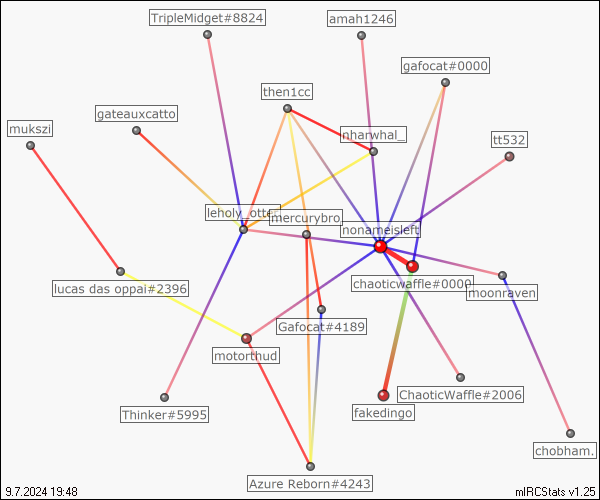 TripleMidget#8824
amah1246
gafocat#0000
then1cc
gateauxcatto
mukszi
nharwhal_
tt532
leholy_otter
mercurybro
nonameisleft
chaoticwaffle#0000
lucas das oppai#2396
moonraven
Gafocat#4189
motorthud
ChaoticWaffle#2006
Thinker#5995
fakedingo
chobham.
Azure Reborn#4243
9.7.2024 19:48
mIRCStats v1.25